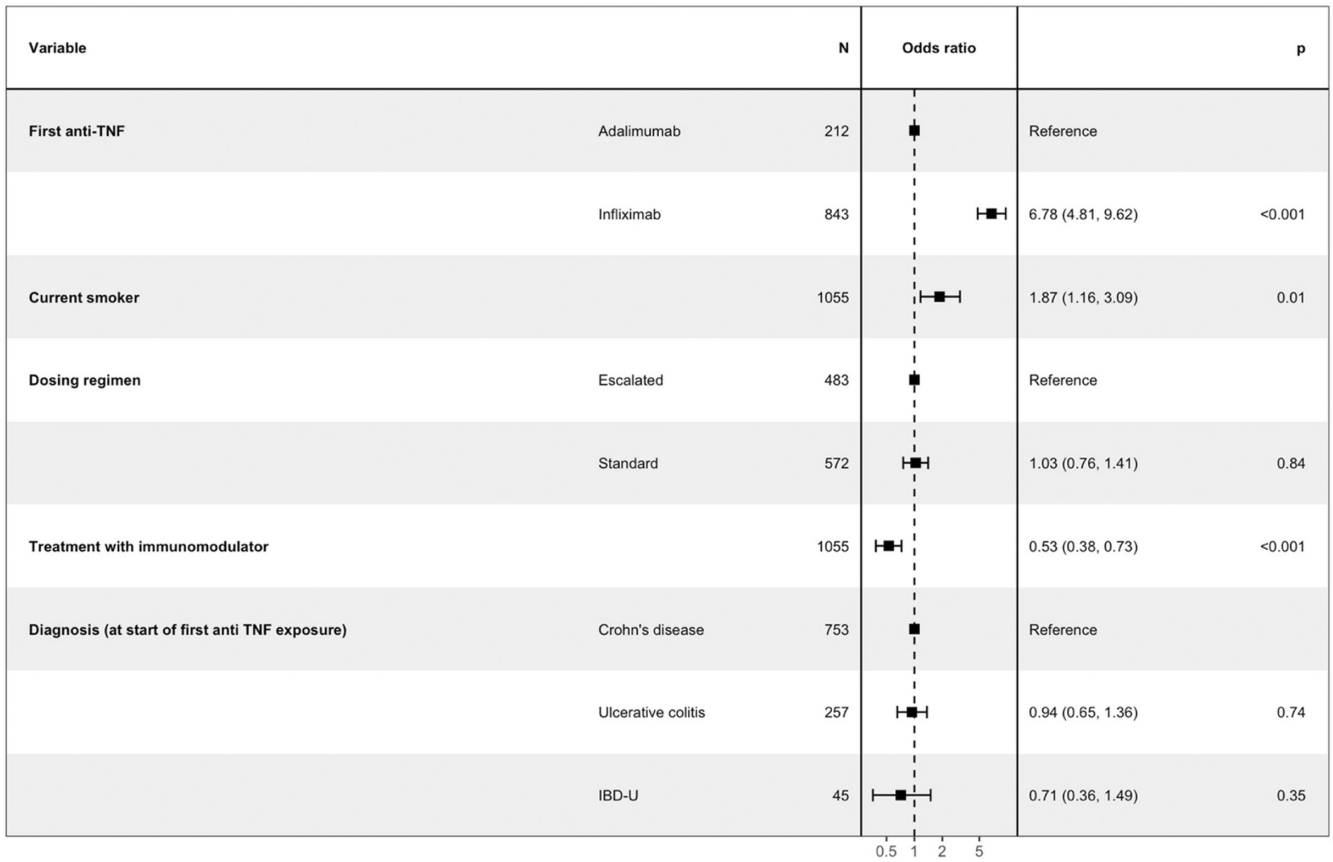 Variable N Odds ratio p
First anti-TNF Adalimumab 212 Reference
Infliximab 843 6.78 (4.81, 9.62) <0.001
Current smoker 1055 1.87 (1.16, 3.09) 0.01
Dosing regimen Escalated 483 Reference
Standard 572 1.03 (0.76, 1.41) 0.84
Treatment with immunomodulator 1055 0.53 (0.38, 0.73) <0.001
Diagnosis (at start of first anti TNF exposure) Crohn's disease 753 Reference
Ulcerative colitis 257 0.94 (0.65, 1.36) 0.74
IBD-U 45 0.71 (0.36, 1.49) 0.35
0.5 1 2 5